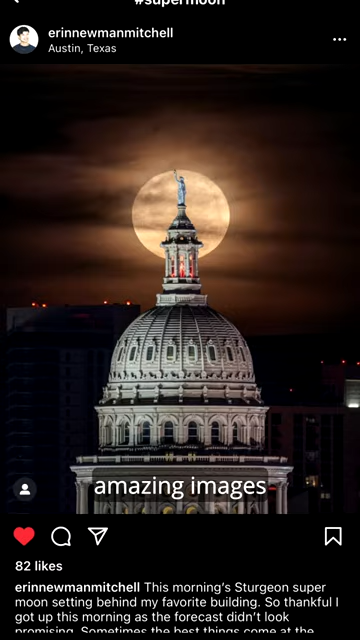 #supermoon
erinnewmanmitchell
Austin, Texas
amazing images
82 likes
erinnewmanmitchell This morning's Sturgeon super
moon setting behind my favorite building. So thankful I
got up this morning as the forecast didn't look
promising. Sometimes the best things come at the